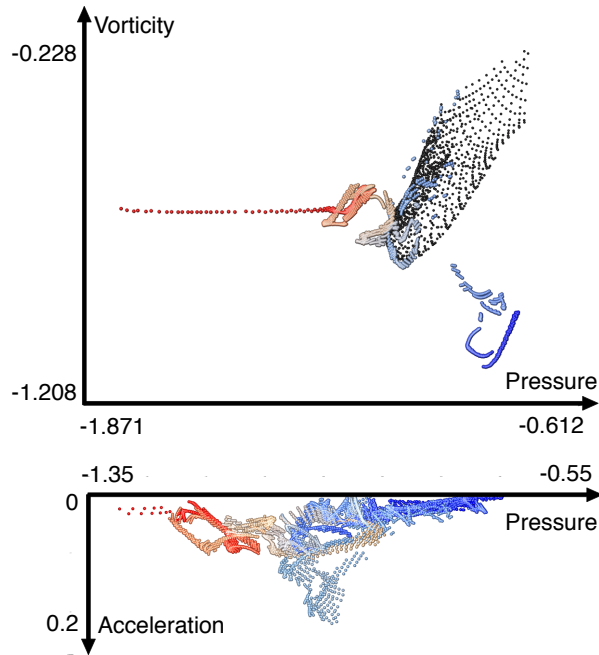 Vorticity
-0.228
-1.208
Pressure
-1.871
-0.612
-1.35
-0.55
0
Pressure
0.2
Acceleration